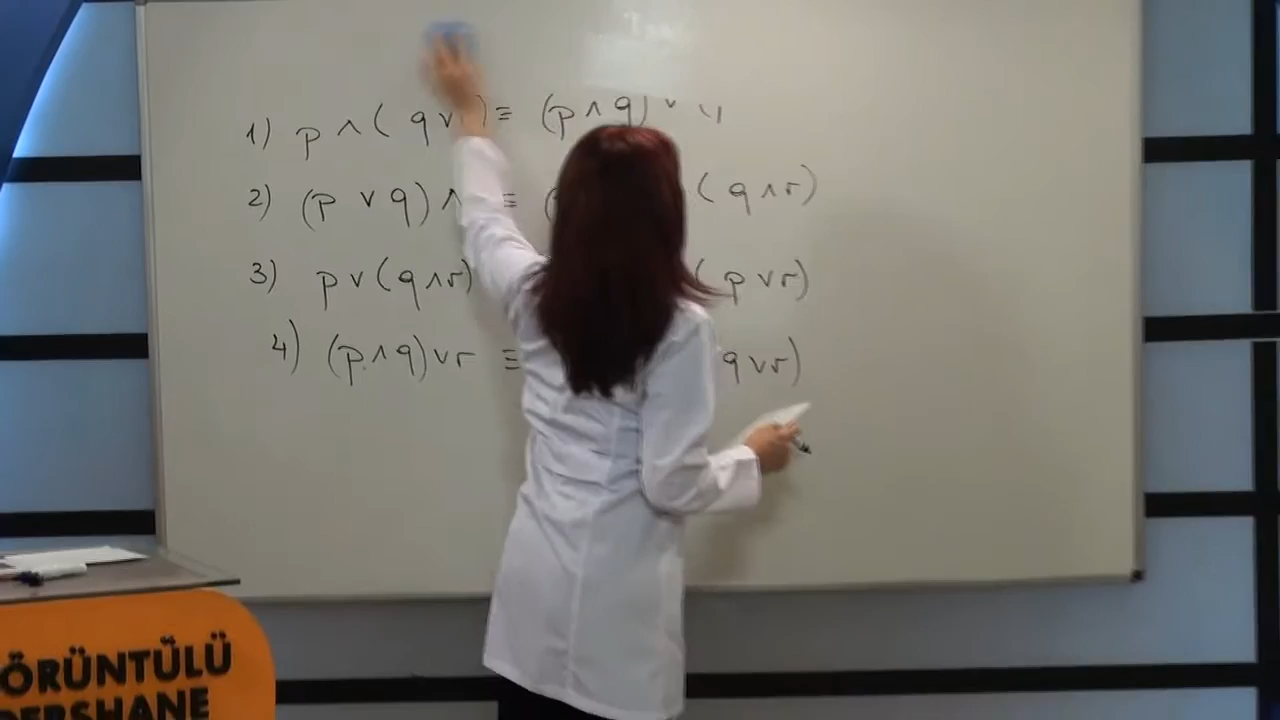 1) p ∧ ( q v ) ≡ (p ∧ q) v
2) (p v q) ∧ ≡ ( ( q ∧ r )
3) p v ( q ∧ r) ( p v r)
4) (p ∧ q) v r ≡ q v r)
ÖRÜNTÜLÜ
DERSHANE